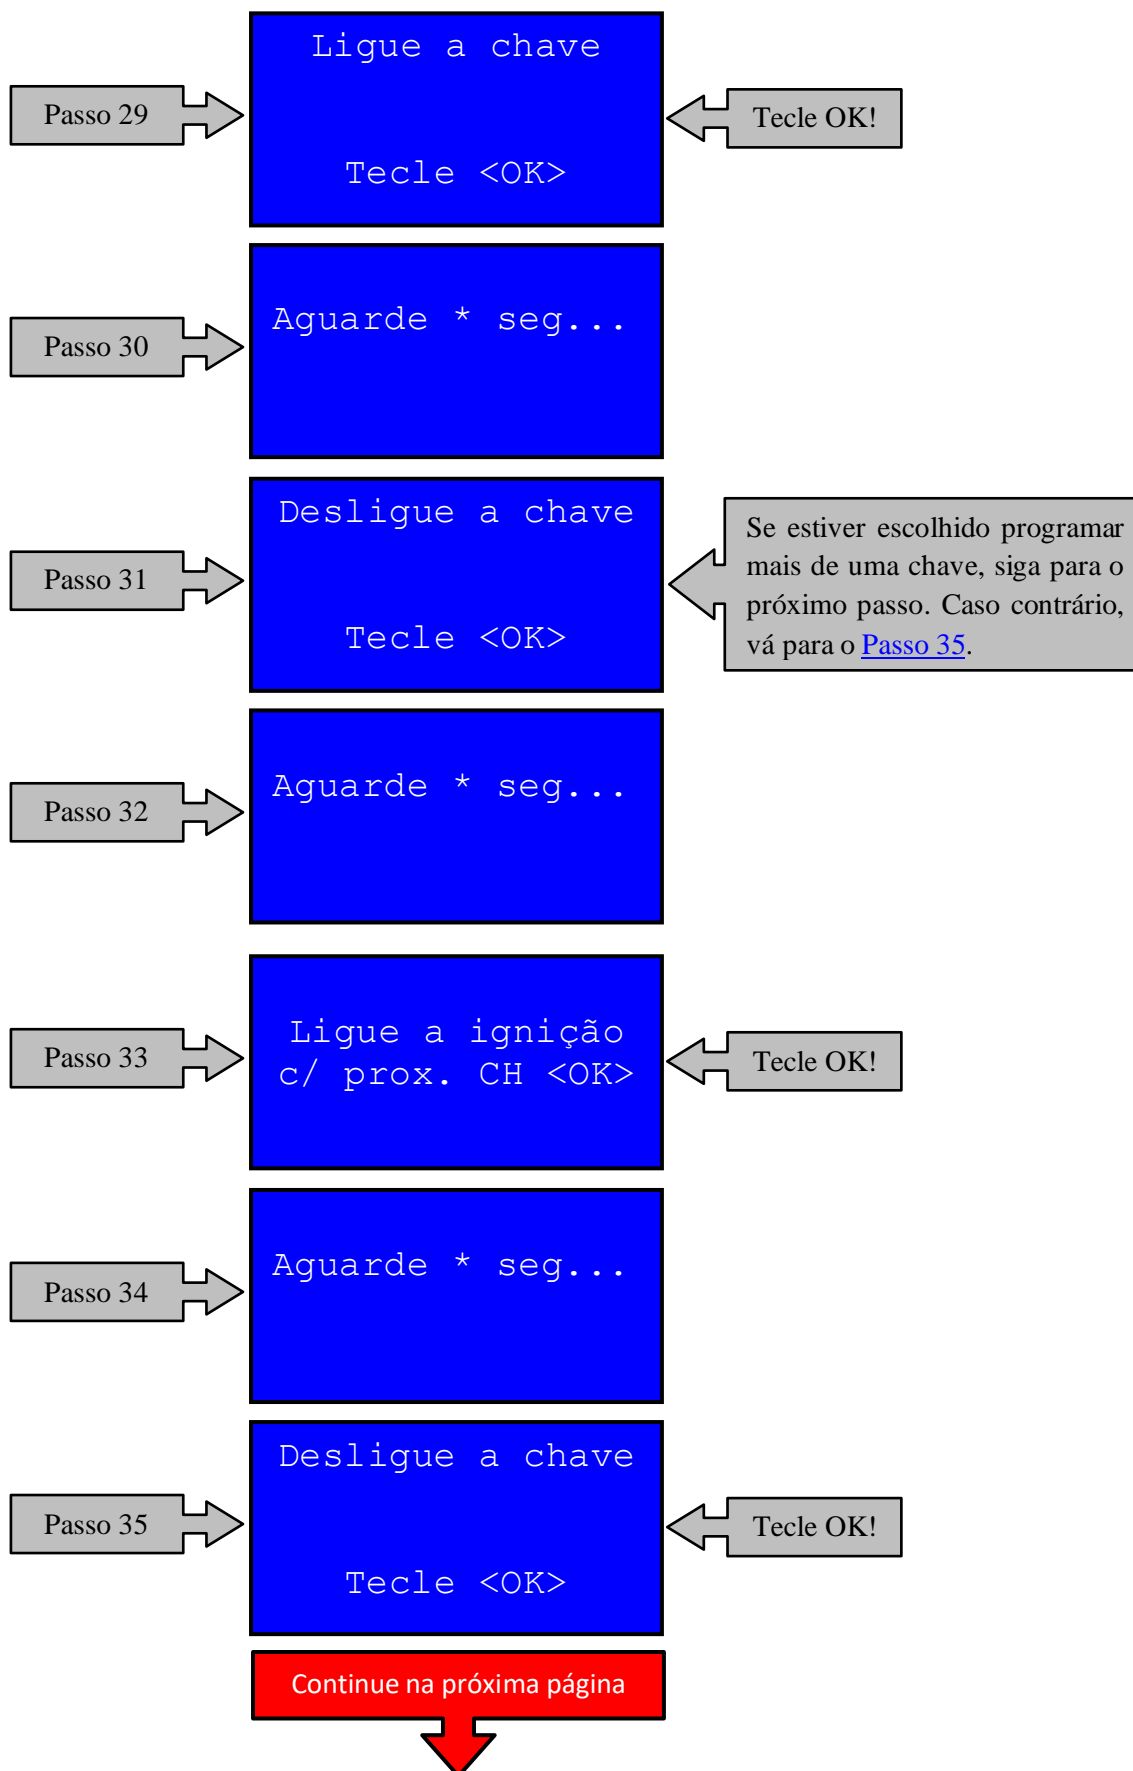 Ligue a chave
Passo 29
Tecle OK!
Tecle <OK>
Aguarde * seg...
Passo 30
Desligue a chave
Passo 31
Tecle <OK>
Se estiver escolhido programar
mais de uma chave, siga para o
próximo passo. Caso contrário,
vá para o Passo 35.
Aguarde * seg...
Passo 32
Ligue a ignição
c/ prox. CH <OK>
Passo 33
Tecle OK!
Aguarde * seg...
Passo 34
Desligue a chave
Passo 35
Tecle OK!
Tecle <OK>
Continue na próxima página